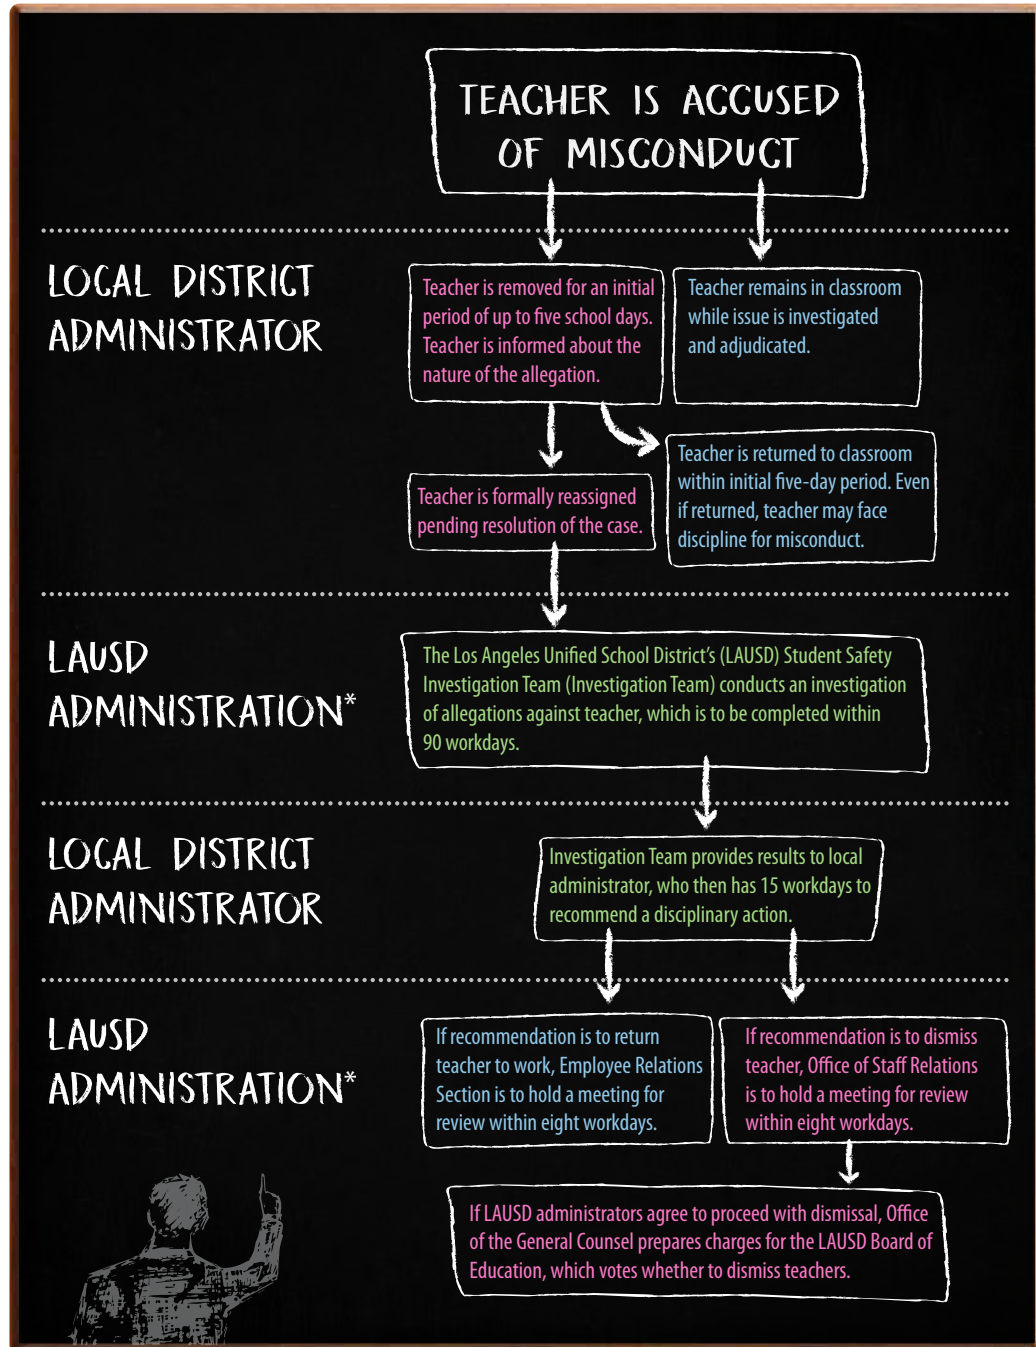 TEACHER IS ACCUSED
OF MISCONDUCT
LOCAL DISTRICT
ADMINISTRATOR
Teacher is removed for an initial
period of up to five school days.
Teacher is informed about the
nature of the allegation.
Teacher remains in classroom
while issue is investigated
and adjudicated.
Teacher is formally reassigned
pending resolution of the case.
Teacher is returned to classroom
within initial five-day period. Even
if returned, teacher may face
discipline for misconduct.
LAUSD
ADMINISTRATION*
The Los Angeles Unified School District's (LAUSD) Student Safety
Investigation Team (Investigation Team) conducts an investigation
of allegations against teacher, which is to be completed within
90 workdays.
LOCAL DISTRICT
ADMINISTRATOR
Investigation Team provides results to local
administrator, who then has 15 workdays to
recommend a disciplinary action.
LAUSD
ADMINISTRATION*
If recommendation is to return
teacher to work, Employee Relations
Section is to hold a meeting for
review within eight workdays.
If recommendation is to dismiss
teacher, Office of Staff Relations
is to hold a meeting for review
within eight workdays.
If LAUSD administrators agree to proceed with dismissal, Office
of the General Counsel prepares charges for the LAUSD Board of
Education, which votes whether to dismiss teachers.